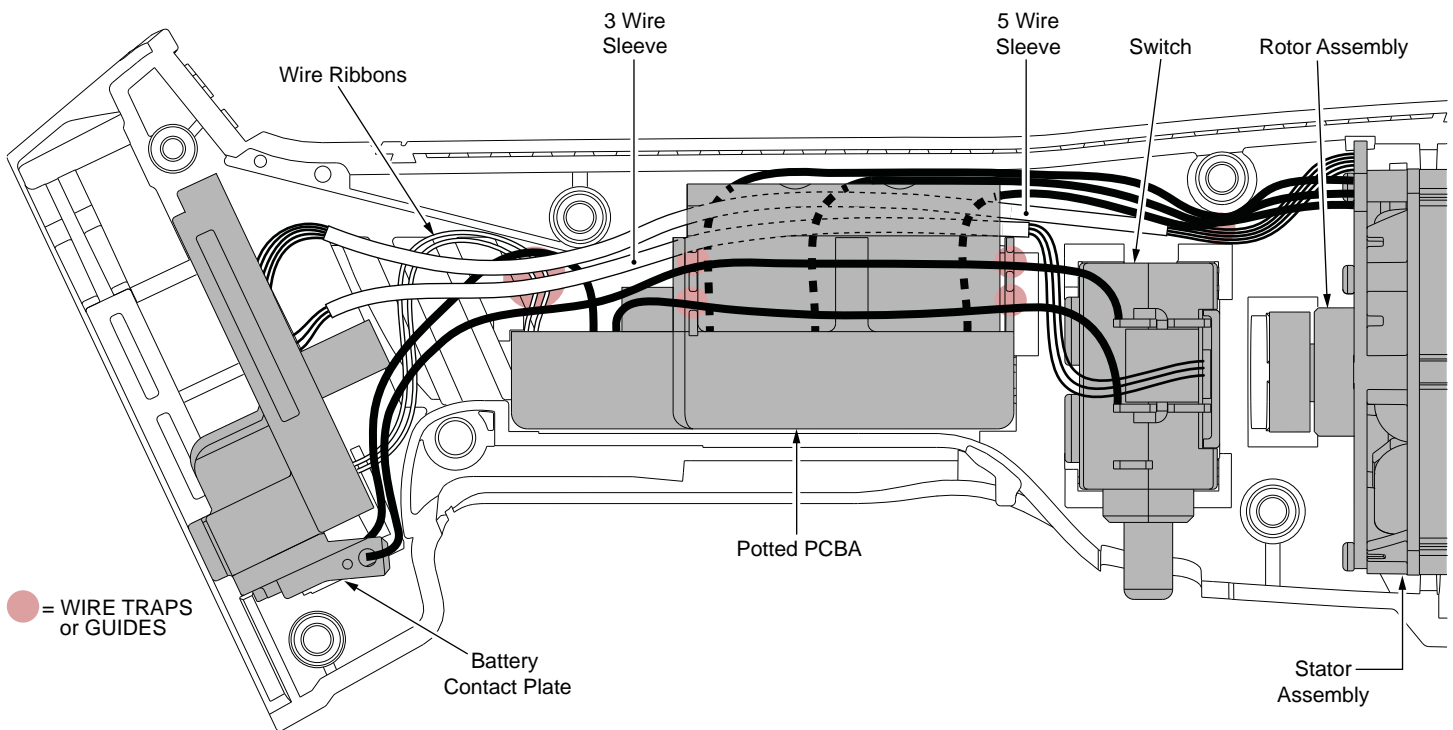 3 Wire
Sleeve
5 Wire
Sleeve
Switch
Rotor Assembly
Wire Ribbons
Potted PCBA
= WIRE TRAPS
or GUIDES
Battery
Contact Plate
Stator
Assembly